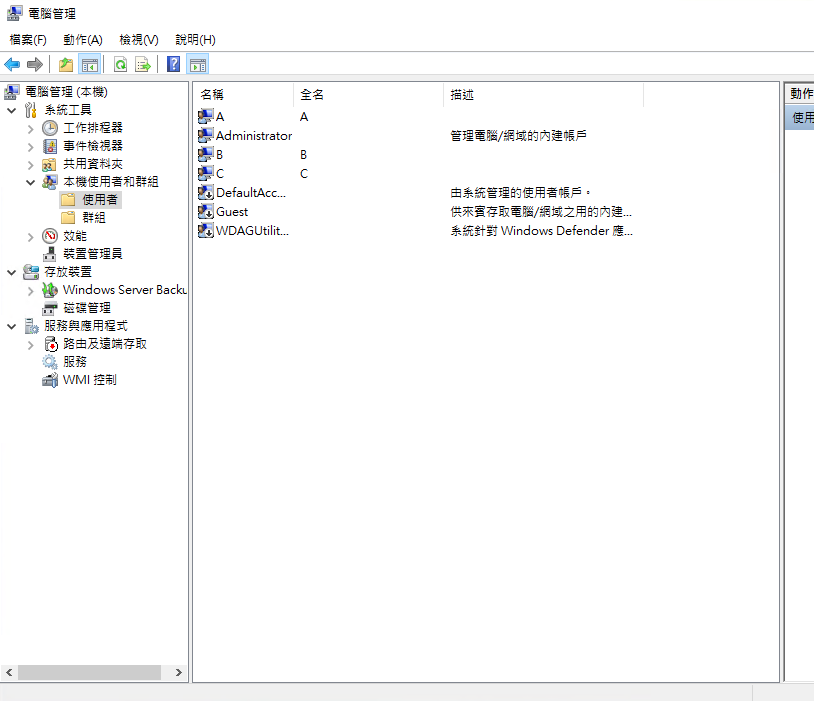 電腦管理
檔案(F) 動作(A) 檢視(V) 說明(H)
電腦管理 (本機)
系統工具
工作排程器
事件檢視器
共用資料夾
本機使用者和群組
使用者
群組
效能
裝置管理員
存放裝置
Windows Server Backu
磁碟管理
服務與應用程式
路由及遠端存取
服務
WMI 控制
名稱 全名 描述
A A
Administrator 管理電腦/網域的內建帳戶
B B
C C
DefaultAcc... 由系統管理的使用者帳戶。
Guest 供來賓存取電腦/網域之用的內建...
WDAGUtilit... 系統針對 Windows Defender 應...
動作
使用